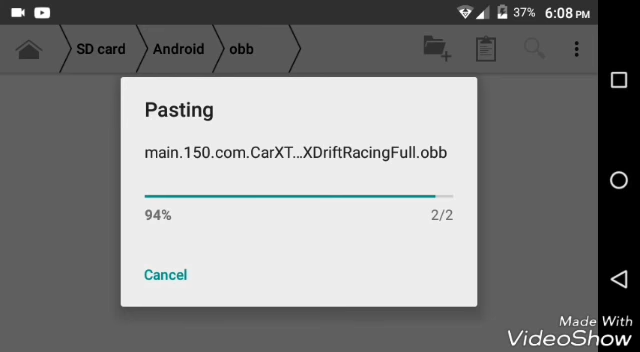 37% 6:08 PM
SD card Android obb
Pasting
main.150.com.CarXT...XDriftRacingFull.obb
94% 2/2
Cancel
Made With
VideoShow